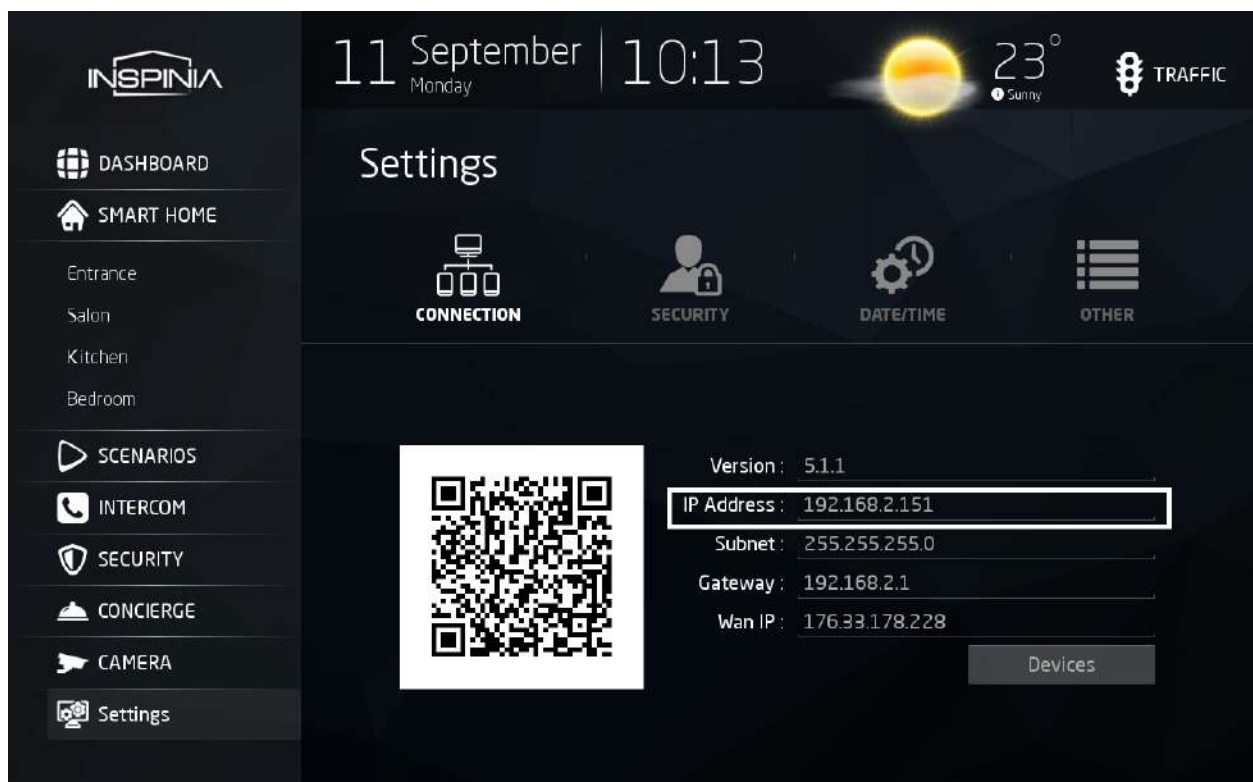 INSPINIA
11 September Monday
10:13
23°
Sunny
TRAFFIC
DASHBOARD
SMART HOME
Entrance
Salon
Kitchen
Bedroom
SCENARIOS
INTERCOM
SECURITY
CONCIERGE
CAMERA
Settings
Settings
CONNECTION
SECURITY
DATE/TIME
OTHER
Version : 5.1.1
IP Address : 192.168.2.151
Subnet : 255.255.255.0
Gateway : 192.168.2.1
Wan IP : 176.33.178.228
Devices